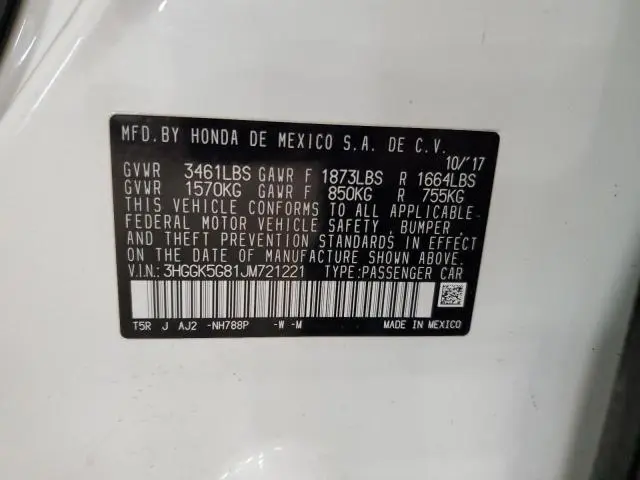 MFD.BY HONDA DE MEXICO S.A. DE C.V.
10/'17
GVWR 3461LBS GAWR F 1873LBS R 1664LBS
GVWR 1570KG GAWR F 850KG R 755KG
THIS VEHICLE CONFORMS TO ALL APPLICABLE
FEDERAL MOTOR VEHICLE SAFETY, BUMPER,
AND THEFT PREVENTION STANDARDS IN EFFECT
ON THE DATE OF MANUFACTURE SHOWN ABOVE.
V.I.N.: 3HGGK5G81JM721221 TYPE:PASSENGER CAR
T5R J AJ2 -NH788P -W -M MADE IN MEXICO